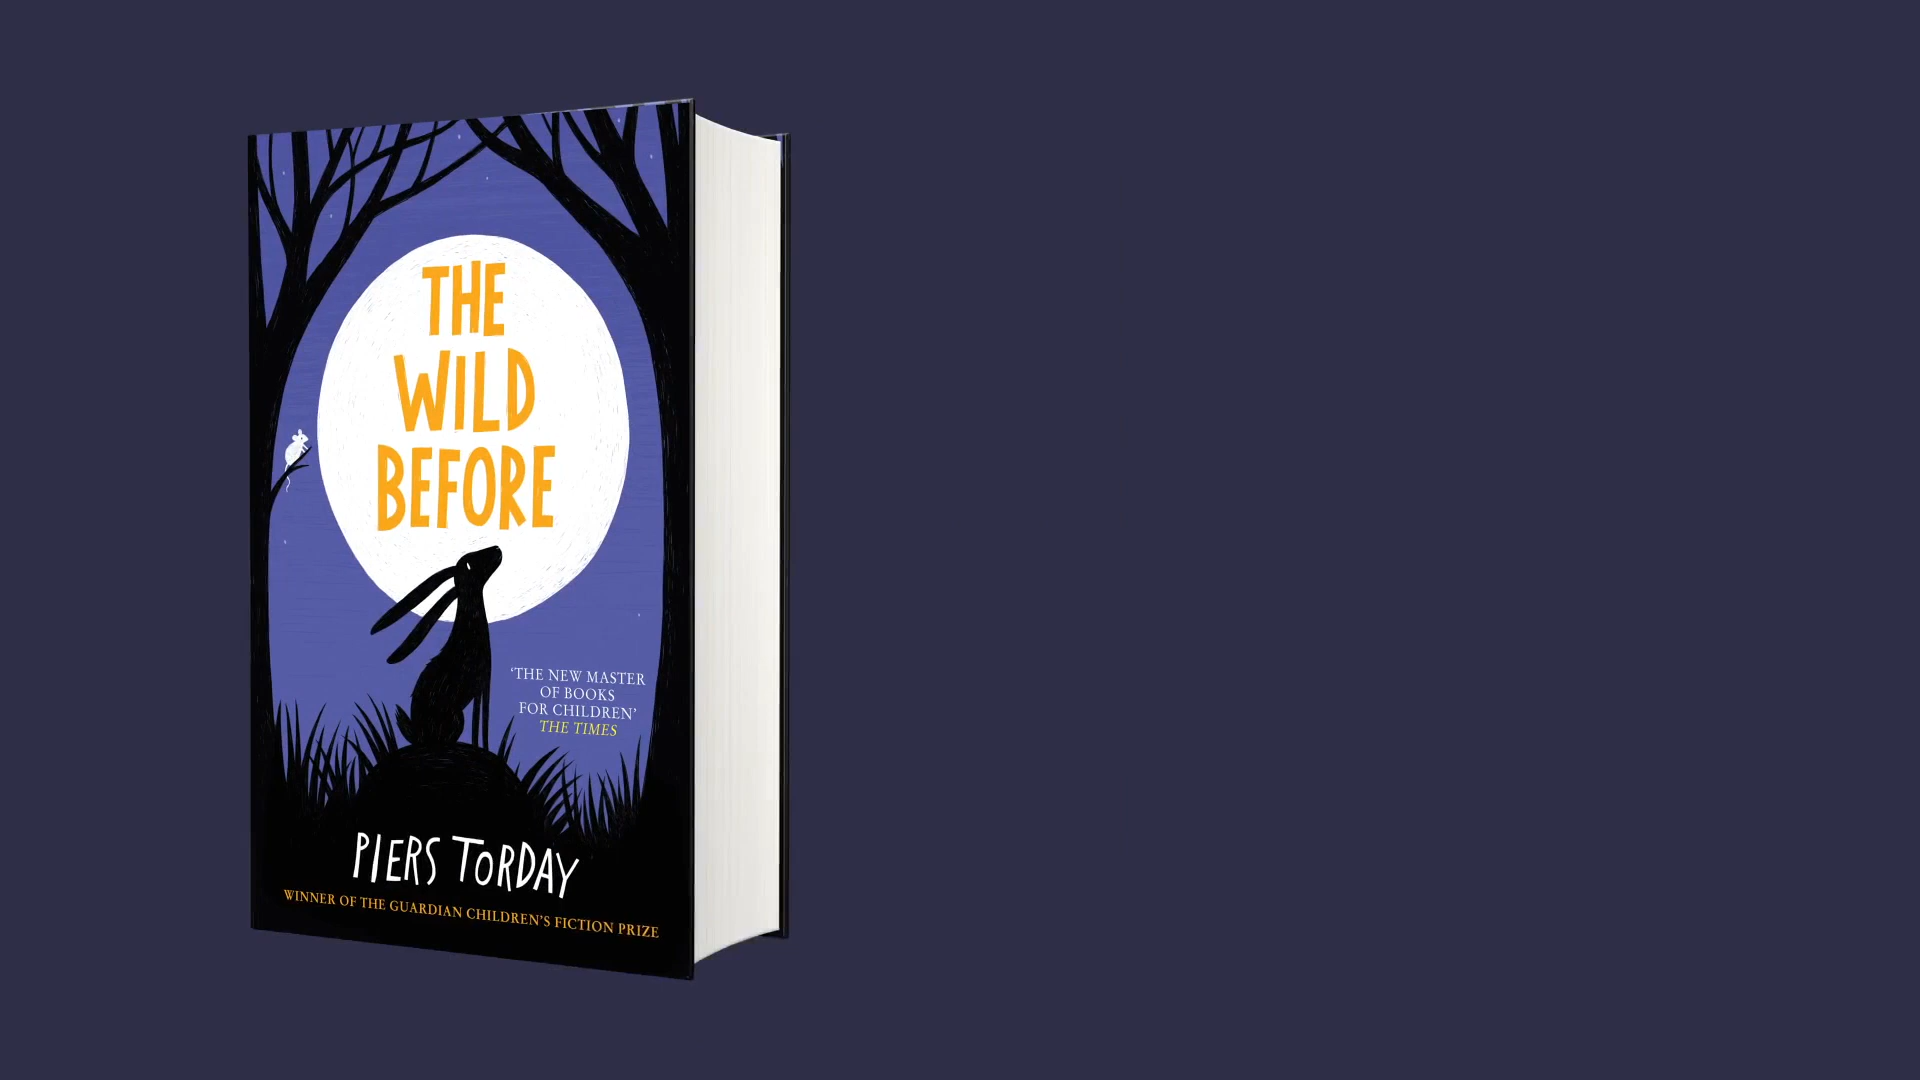 THE
WILD
BEFORE
‘THE NEW MASTER
OF BOOKS
FOR CHILDREN’
THE TIMES
PIERS TORDAY
WINNER OF THE GUARDIAN CHILDREN’S FICTION PRIZE